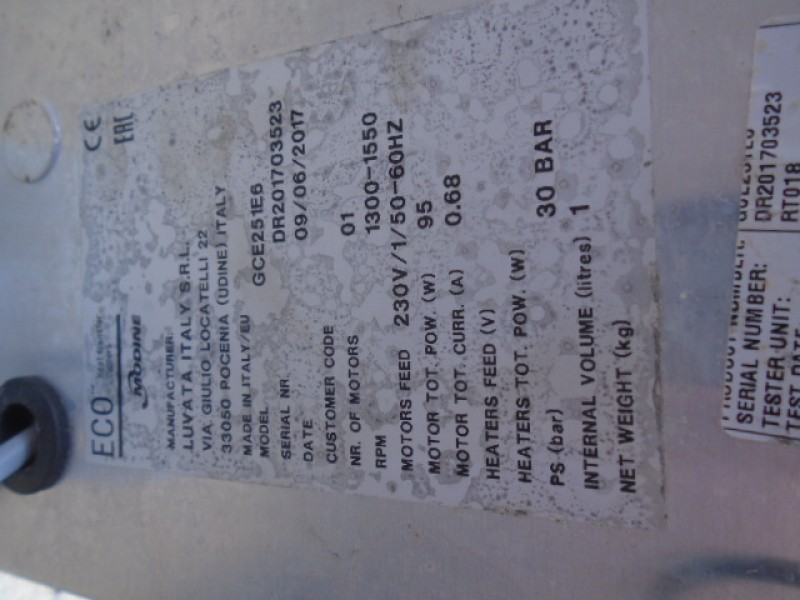 ECO
MODINE
CE
EAC
MANUFACTURER
LUVATA ITALY S.R.L.
VIA GIULIO LOCATELLI 22
33050 POCENIA (UDINE) ITALY
MADE IN ITALY/EU
MODEL GCE251E6
SERIAL NR. DR201703523
DATE 09/06/2017
CUSTOMER CODE
NR. OF MOTORS 01
RPM 1300-1550
MOTORS FEED 230V/1/50-60HZ
MOTOR TOT. POW. (W) 95
MOTOR TOT. CURR. (A) 0.68
HEATERS FEED (V)
HEATERS TOT. POW. (W)
PS (bar) 30 BAR
INTERNAL VOLUME (litres) 1
NET WEIGHT (kg)
SERIAL NUMBER: DR201703523
TESTER UNIT: RT018
TEST DATE